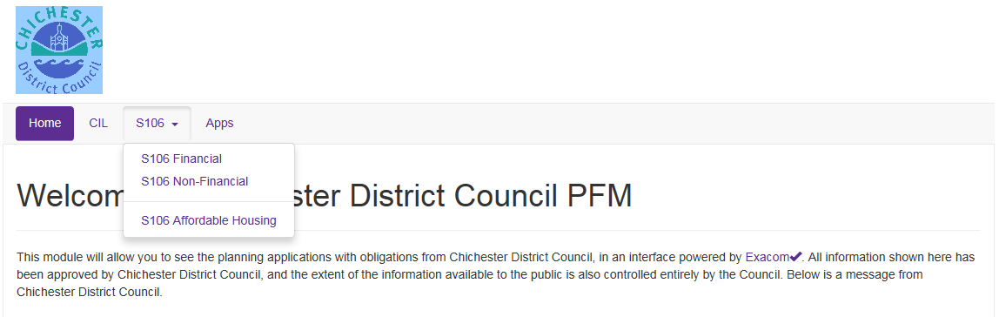 CHICHESTER
District Council
Home CIL S106 Apps
S106 Financial
S106 Non-Financial
S106 Affordable Housing
District Council PFM
This module will allow you to see the planning applications with obligations from Chichester District Council, in an interface powered by Exacom✔. All information shown here has
been approved by Chichester District Council, and the extent of the information available to the public is also controlled entirely by the Council. Below is a message from
Chichester District Council.